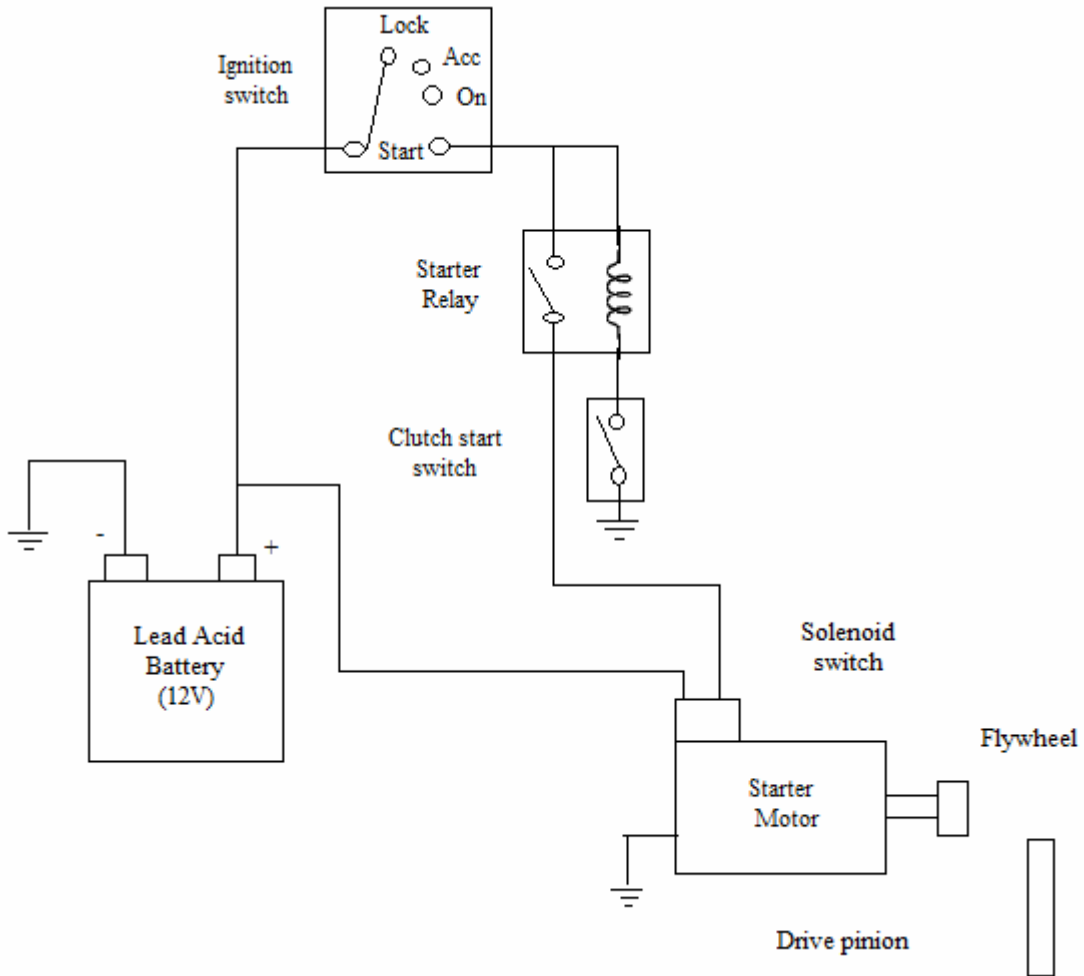 Lock
Acc
On
Start
Ignition
switch
Starter
Relay
Clutch start
switch
-
+
Lead Acid
Battery
(12V)
Solenoid
switch
Flywheel
Starter
Motor
Drive pinion